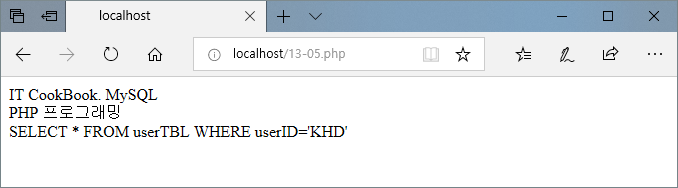 localhost
localhost/13-05.php
IT CookBook. MySQL
PHP 프로그래밍
SELECT * FROM userTBL WHERE userID='KHD'